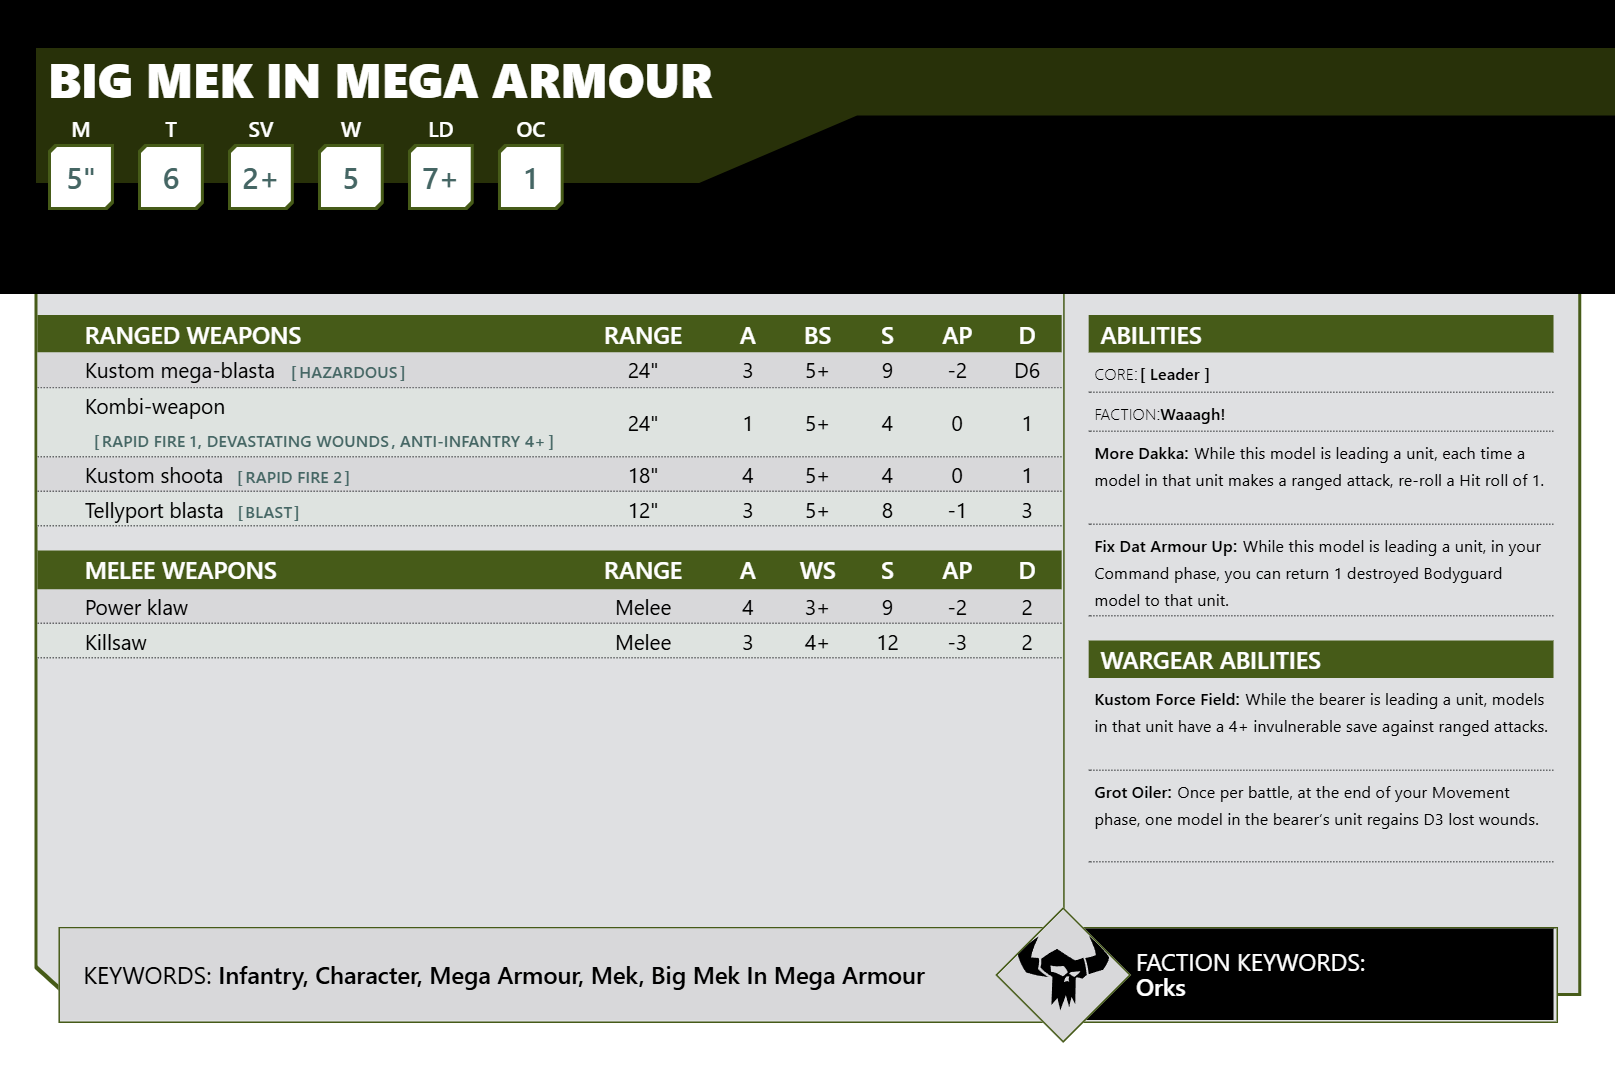 BIG MEK IN MEGA ARMOUR
M T SV W LD OC
5" 6 2+ 5 7+ 1
RANGED WEAPONS RANGE A BS S AP D
Kustom mega-blasta [HAZARDOUS] 24" 3 5+ 9 -2 D6
Kombi-weapon
[RAPID FIRE 1, DEVASTATING WOUNDS, ANTI-INFANTRY 4+] 24" 1 5+ 4 0 1
Kustom shoota [RAPID FIRE 2] 18" 4 5+ 4 0 1
Tellyport blasta [BLAST] 12" 3 5+ 8 -1 3
MELEE WEAPONS RANGE A WS S AP D
Power klaw Melee 4 3+ 9 -2 2
Killsaw Melee 3 4+ 12 -3 2
ABILITIES
CORE: [ Leader ]
FACTION: Waaagh!
More Dakka: While this model is leading a unit, each time a
model in that unit makes a ranged attack, re-roll a Hit roll of 1.
Fix Dat Armour Up: While this model is leading a unit, in your
Command phase, you can return 1 destroyed Bodyguard
model to that unit.
WARGEAR ABILITIES
Kustom Force Field: While the bearer is leading a unit, models
in that unit have a 4+ invulnerable save against ranged attacks.
Grot Oiler: Once per battle, at the end of your Movement
phase, one model in the bearer's unit regains D3 lost wounds.
KEYWORDS: Infantry, Character, Mega Armour, Mek, Big Mek In Mega Armour
FACTION KEYWORDS:
Orks